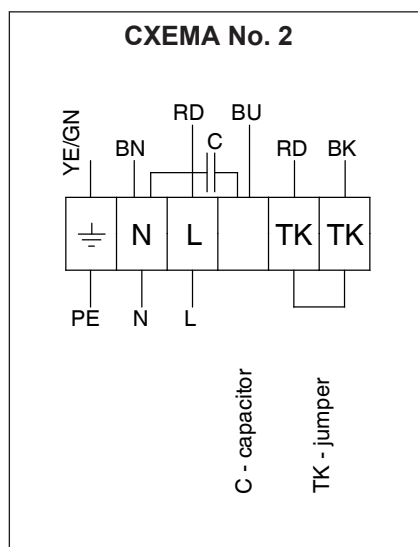 CXEMA No. 2
YE/GN BN RD C BU RD BK
N L TK TK
PE N L
C - capacitor
TK - jumper